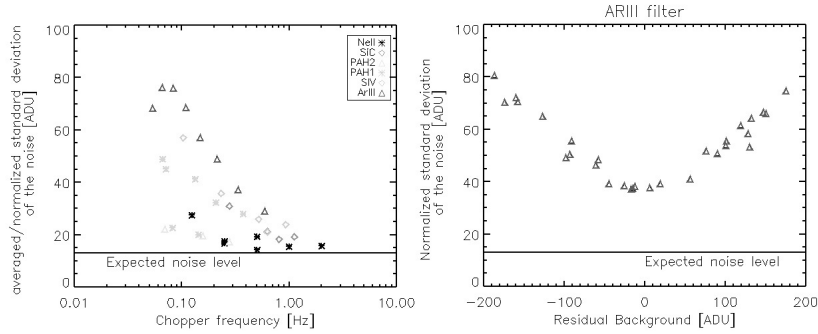 ARIII filter
averaged/normalized standard deviation
of the noise [ADU]
100
80
60
40
20
0
NeII
SiC
PAH2
PAH1
SIV
ArIII
Expected noise level
0.01
0.10
1.00
10.00
Chopper frequency [Hz]
Normalized standard deviation
of the noise [ADU]
100
80
60
40
20
0
Expected noise level
-200
-100
0
100
200
Residual Background [ADU]